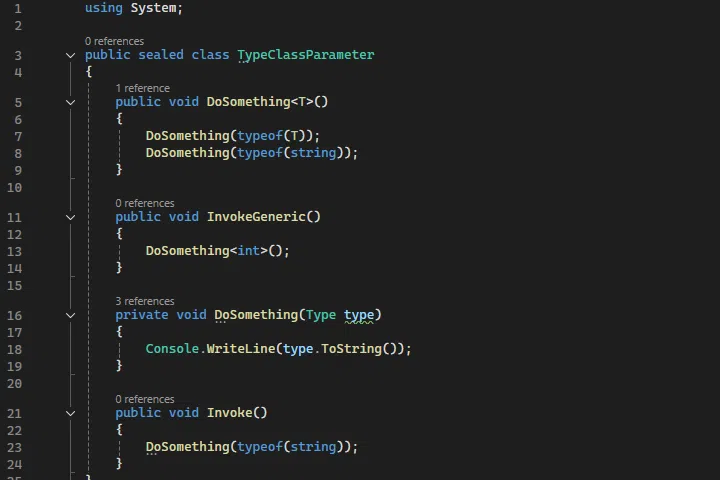 1 using System;
2
0 references
3 public sealed class TypeClassParameter
4 {
1 reference
5 public void DoSomething<T>()
6 {
7 DoSomething(typeof(T));
8 DoSomething(typeof(string));
9 }
10
0 references
11 public void InvokeGeneric()
12 {
13 DoSomething<int>();
14 }
15
3 references
16 private void DoSomething(Type type)
17 {
18 Console.WriteLine(type.ToString());
19 }
20
0 references
21 public void Invoke()
22 {
23 DoSomething(typeof(string));
24 }
25 }